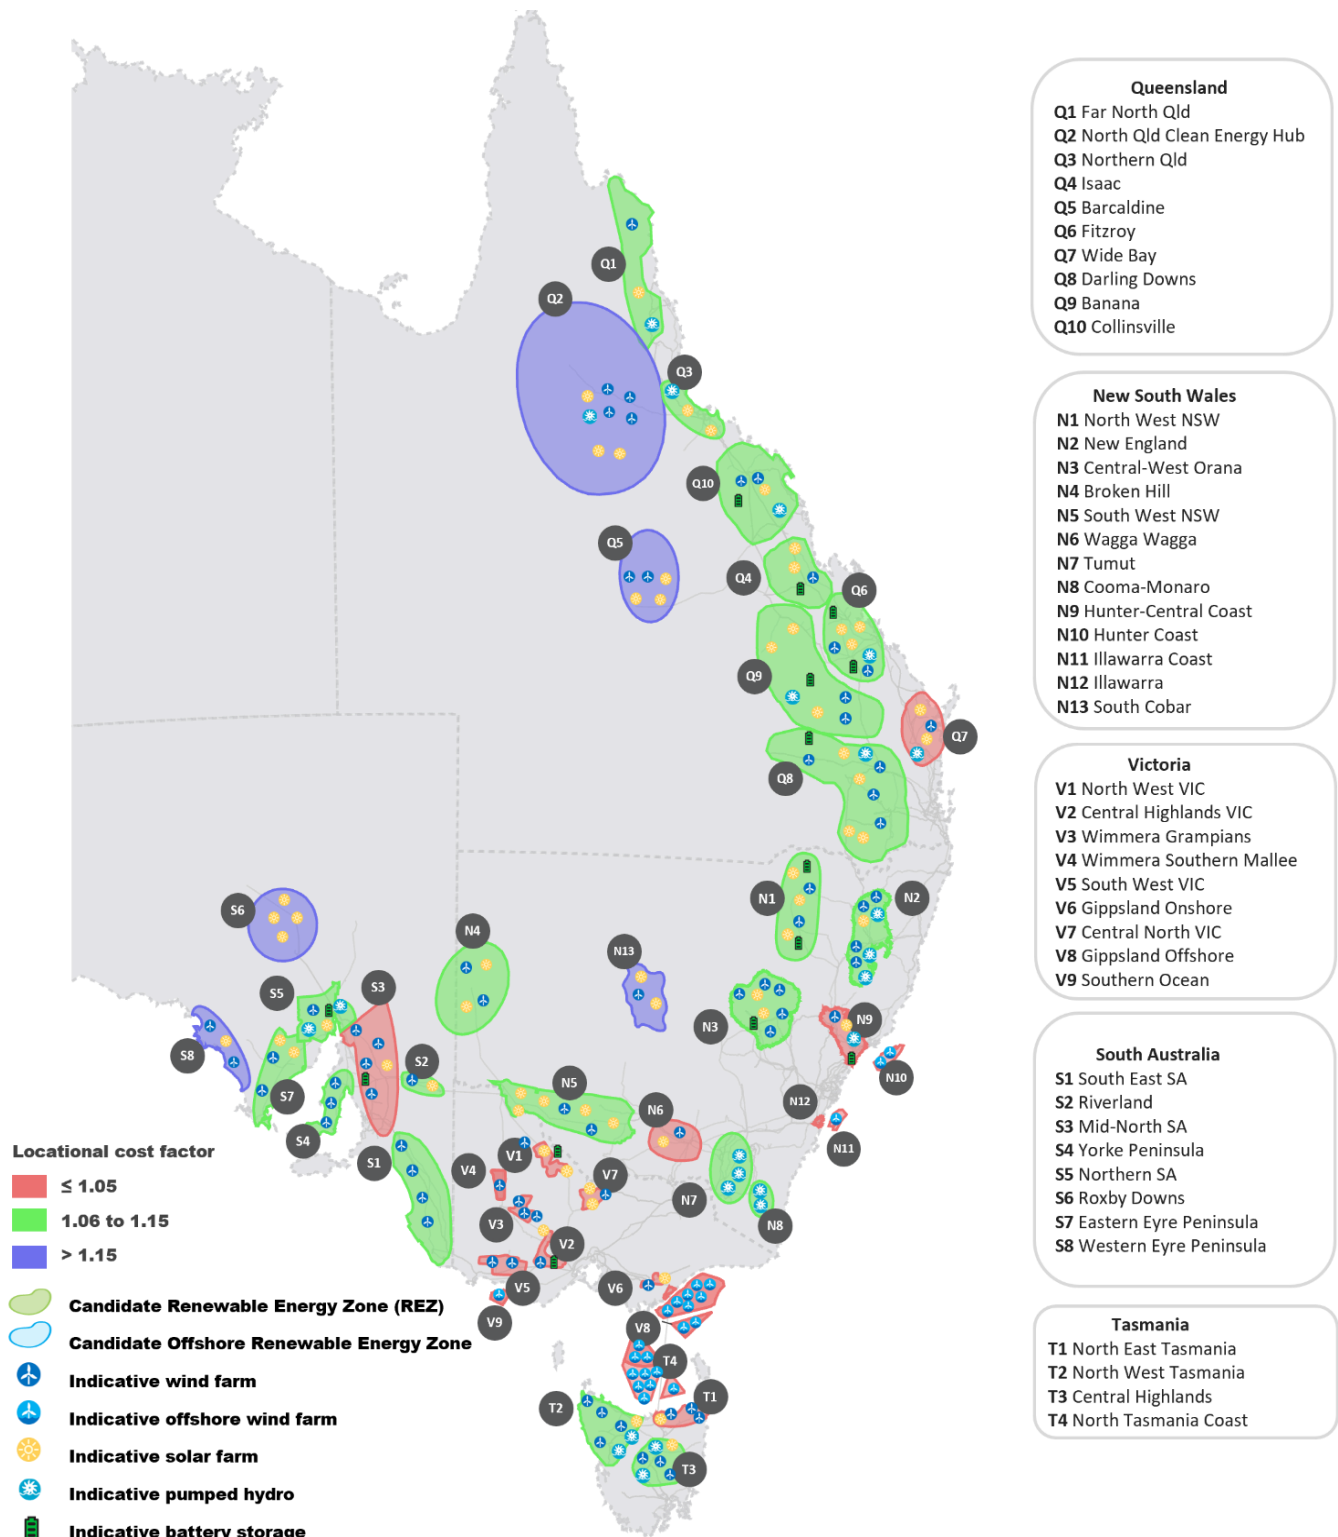 Queensland
Q1 Far North Qld
Q2 North Qld Clean Energy Hub
Q3 Northern Qld
Q4 Isaac
Q5 Barcaldine
Q6 Fitzroy
Q7 Wide Bay
Q8 Darling Downs
Q9 Banana
Q10 Collinsville
New South Wales
N1 North West NSW
N2 New England
N3 Central-West Orana
N4 Broken Hill
N5 South West NSW
N6 Wagga Wagga
N7 Tumut
N8 Cooma-Monaro
N9 Hunter-Central Coast
N10 Hunter Coast
N11 Illawarra Coast
N12 Illawarra
N13 South Cobar
Victoria
V1 North West VIC
V2 Central Highlands VIC
V3 Wimmera Grampians
V4 Wimmera Southern Mallee
V5 South West VIC
V6 Gippsland Onshore
V7 Central North VIC
V8 Gippsland Offshore
V9 Southern Ocean
South Australia
S1 South East SA
S2 Riverland
S3 Mid-North SA
S4 Yorke Peninsula
S5 Northern SA
S6 Roxby Downs
S7 Eastern Eyre Peninsula
S8 Western Eyre Peninsula
Tasmania
T1 North East Tasmania
T2 North West Tasmania
T3 Central Highlands
T4 North Tasmania Coast
Q1
Q2
Q3
Q10
Q5
Q4
Q6
Q9
Q7
Q8
N1
N2
S6
N4
N13
S5
S3
N3
N9
S8
S2
N10
S7
N5
N12
N6
S4
N11
S1
V1
V4
V7
N7
V3
N8
V2
V5
V6
V9
V8
T4
T1
T2
T3
Locational cost factor
≤ 1.05
1.06 to 1.15
> 1.15
Candidate Renewable Energy Zone (REZ)
Candidate Offshore Renewable Energy Zone
Indicative wind farm
Indicative offshore wind farm
Indicative solar farm
Indicative pumped hydro
Indicative battery storage